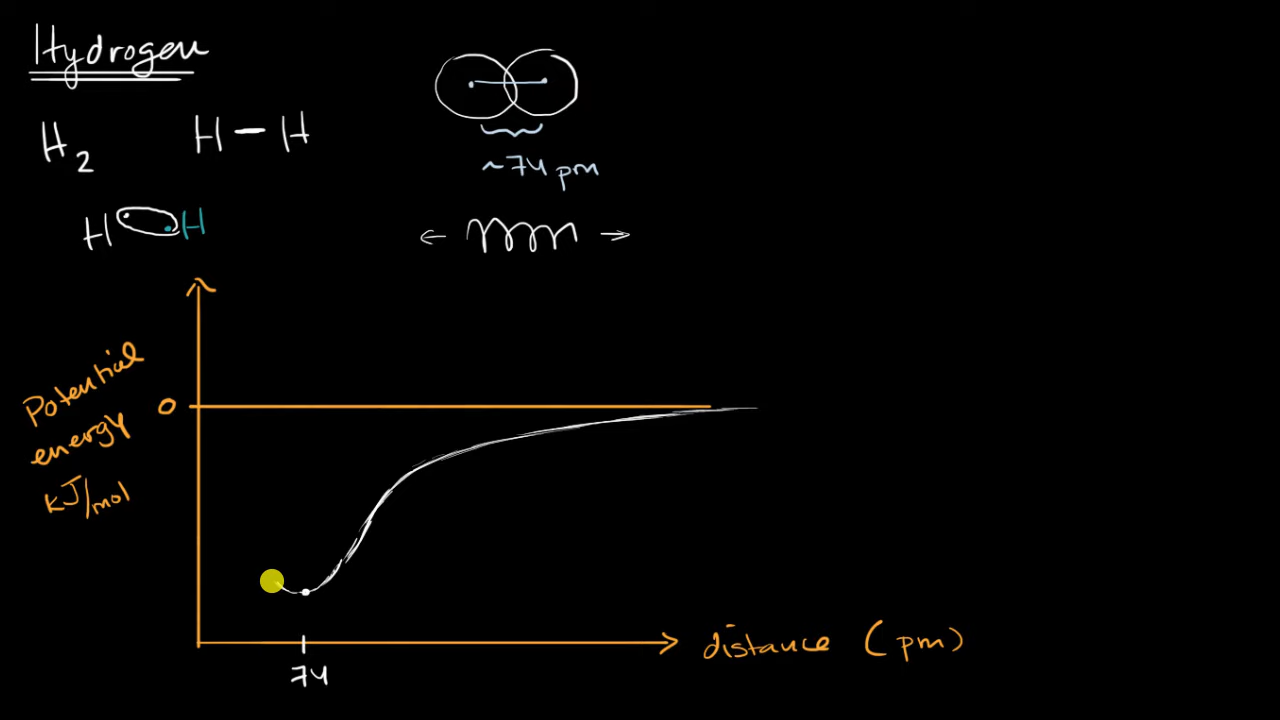 Hydrogen
H2 H-H
~74 pm
H H
Potential
energy
kJ/mol
0
74
distance (pm)